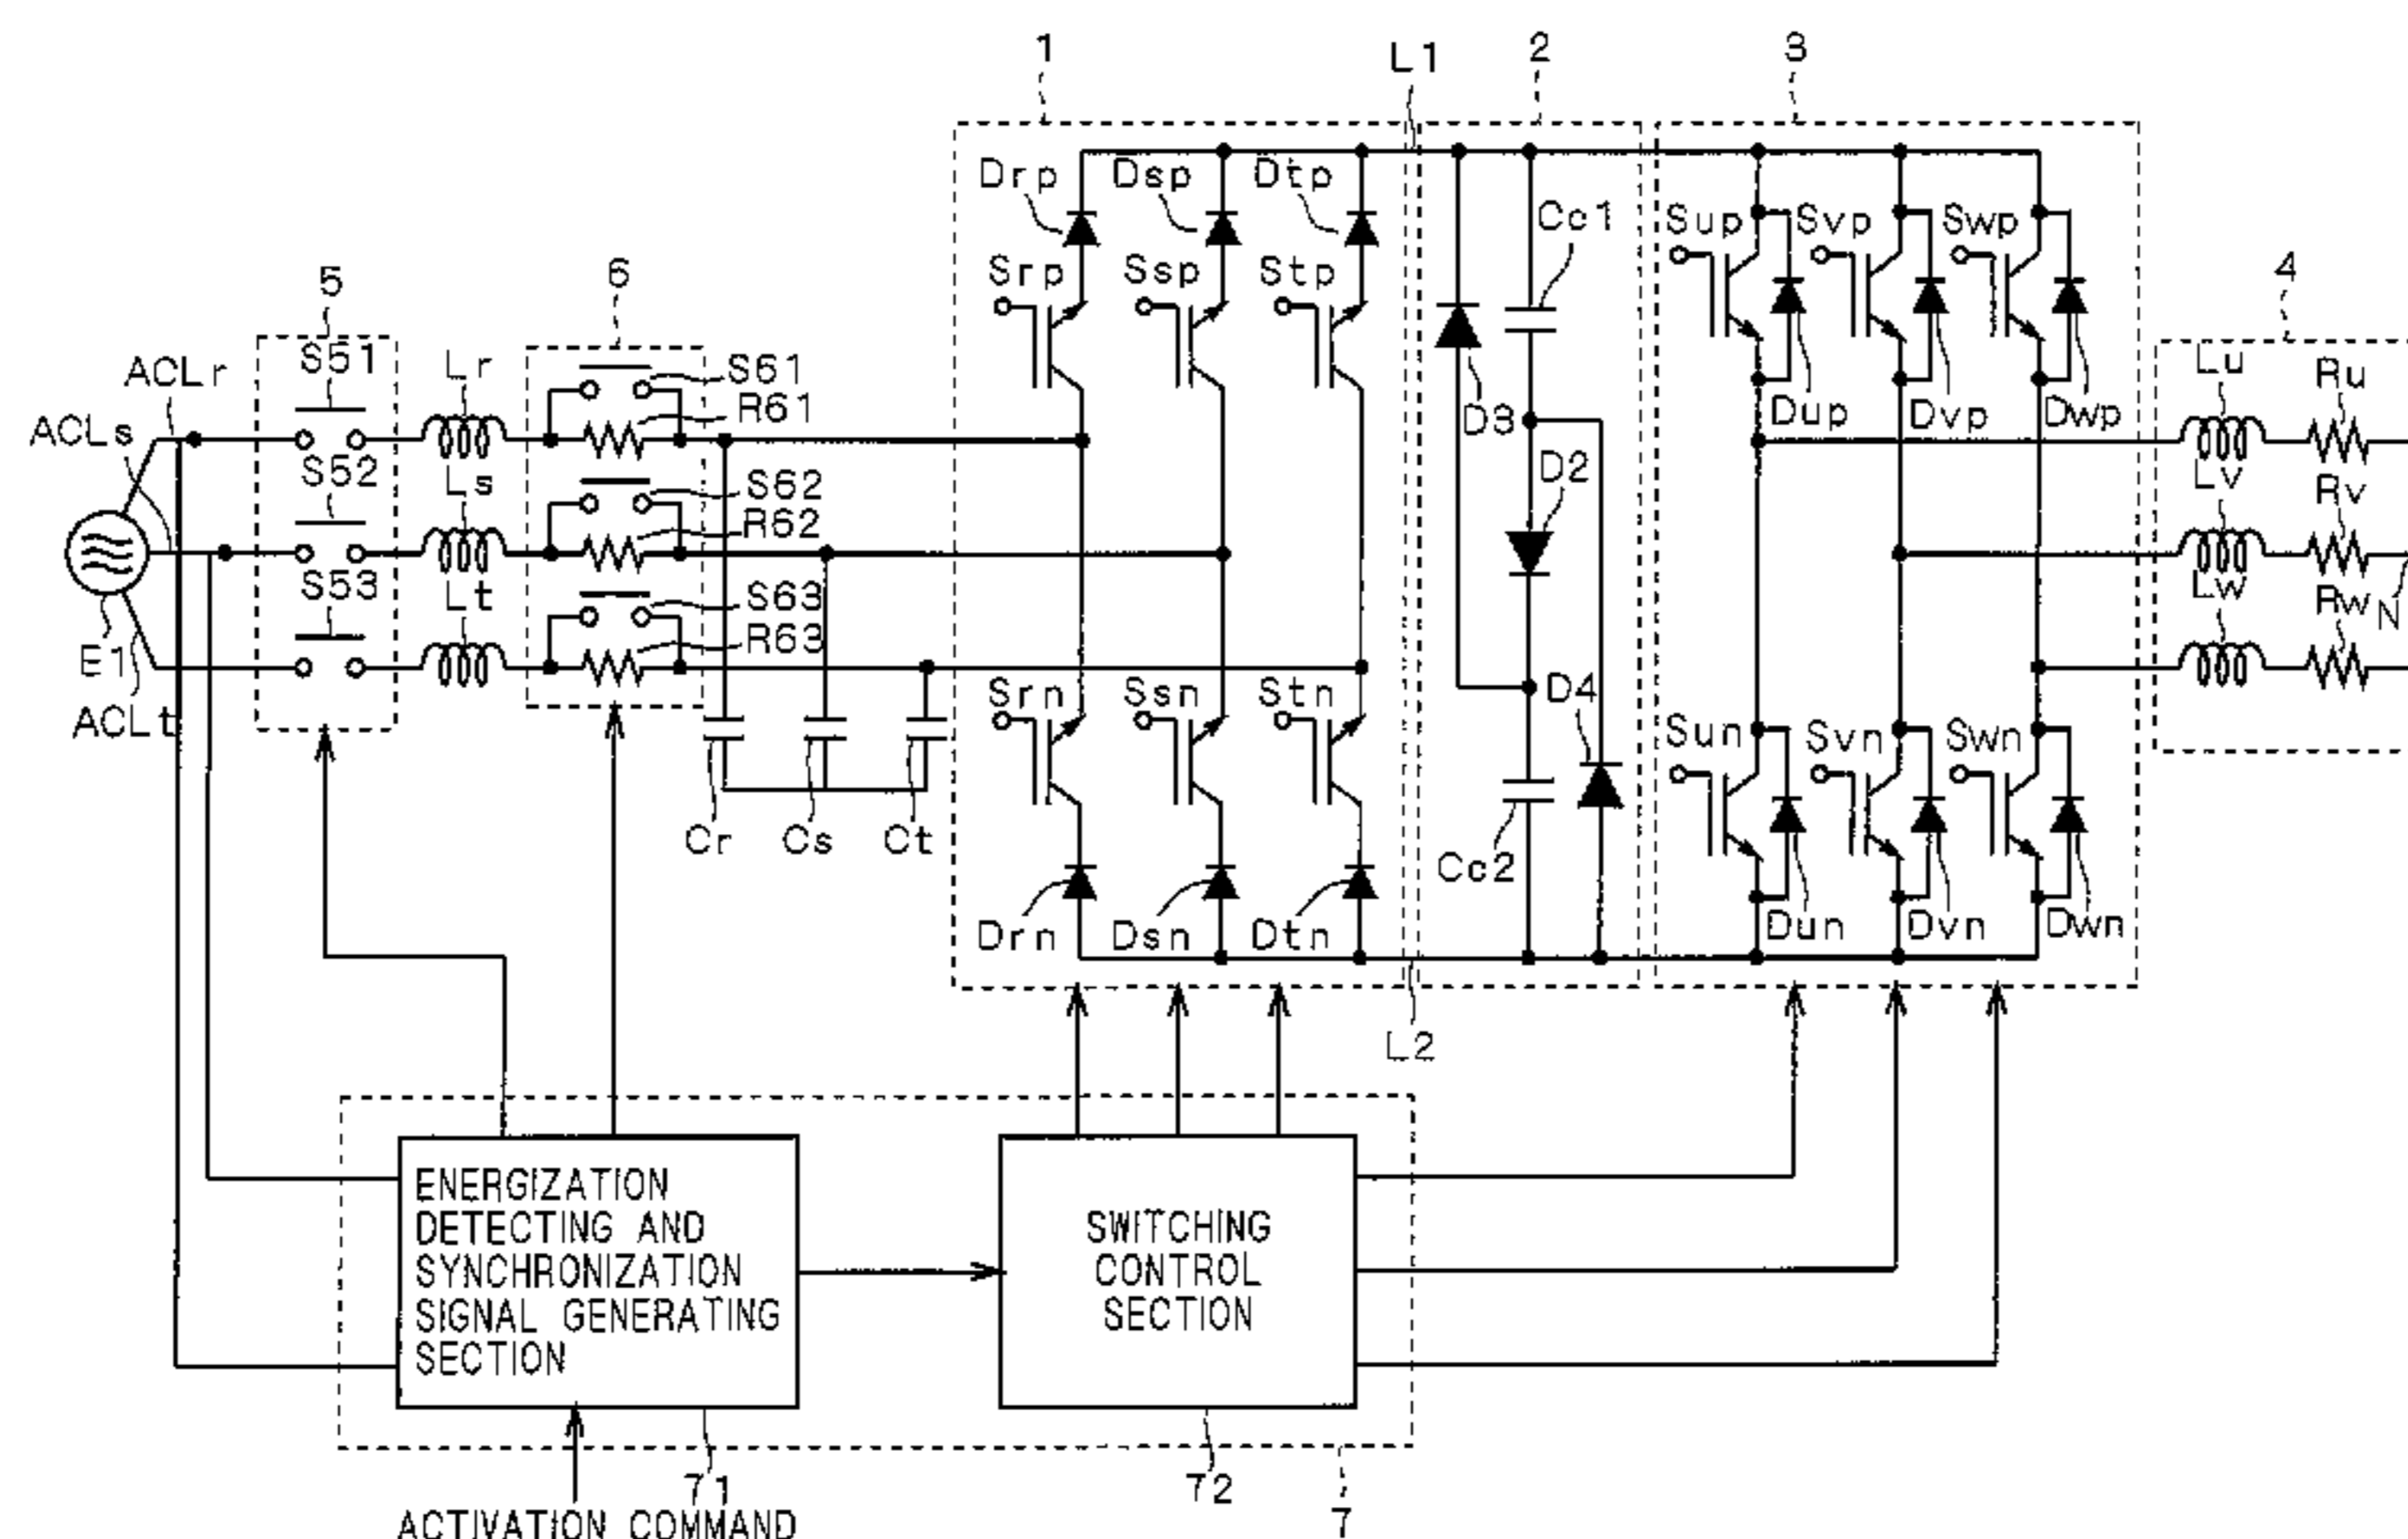 1
L1
2
3
Drp
Dsp
Dtp
Cc1
Sup
Svp
Swp
Srp
Ssp
Stp
5
6
4
ACLr
S51
Lr
S61
R61
D3
Dup
Dvp
Dwp
Lu
Ru
ACLs
S52
Ls
S62
R62
D2
Lv
Rv
S53
Lt
S63
R63
Lw
Rw
N
E1
ACLt
Srn
Ssn
Stn
D4
Sun
Svn
Swn
Cr
Cs
Ct
Cc2
Drn
Dsn
Dtn
Dun
Dvn
Dwn
L2
ENERGIZATION
DETECTING AND
SYNCHRONIZATION
SIGNAL GENERATING
SECTION
SWITCHING
CONTROL
SECTION
71
72
7
ACTIVATION COMMAND